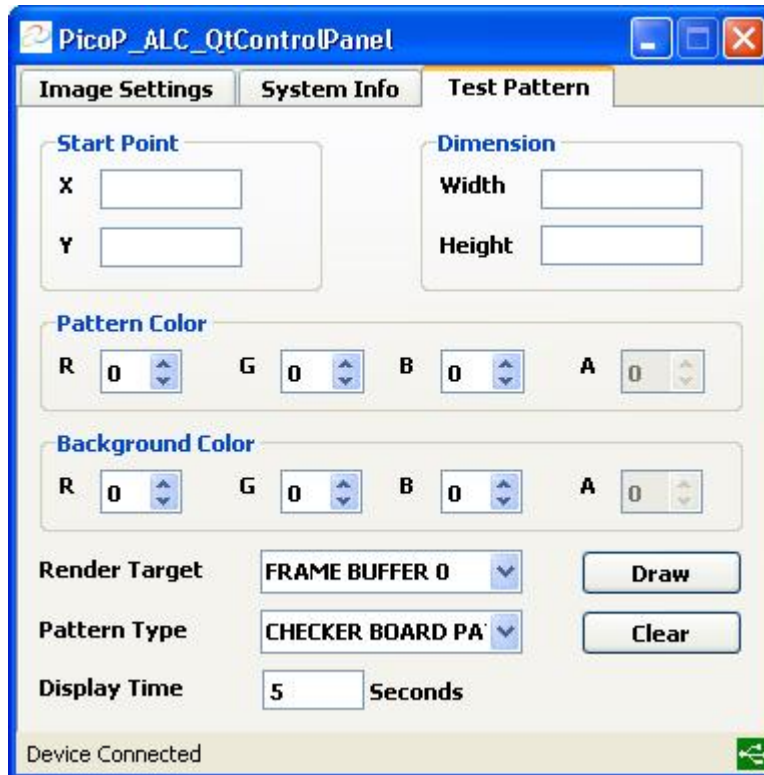 PicoP_ALC_QtControlPanel
Image Settings System Info Test Pattern
Start Point Dimension
X Width
Y Height
Pattern Color
R 0 G 0 B 0 A 0
Background Color
R 0 G 0 B 0 A 0
Render Target FRAME BUFFER 0 Draw
Pattern Type CHECKER BOARD PA Clear
Display Time 5 Seconds
Device Connected